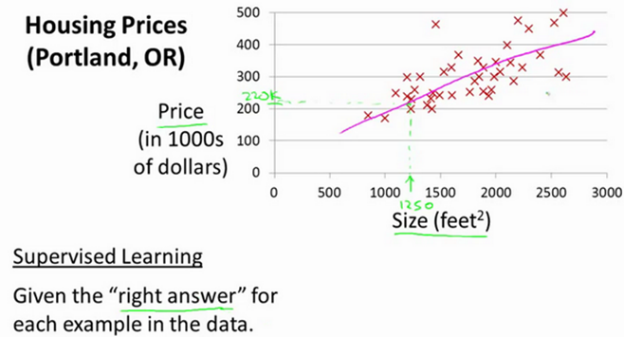 Housing Prices
(Portland, OR)
500
400
300
220k
200
100
0
Price
(in 1000s
of dollars)
0 500 1000 1500 2000 2500 3000
1250
Size (feet²)
Supervised Learning
Given the “right answer” for
each example in the data.